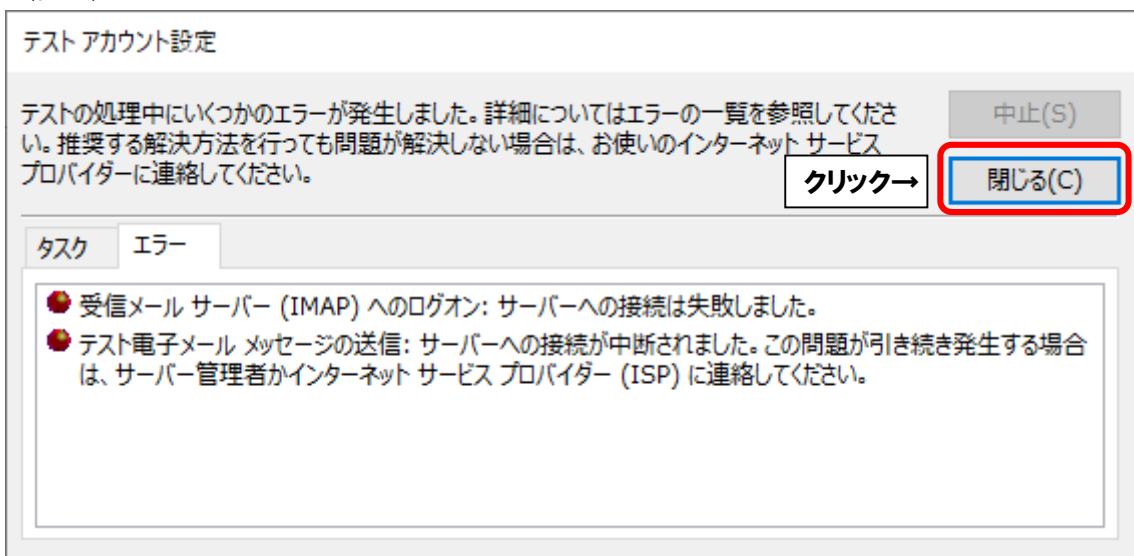 テスト アカウント設定
テストの処理中にいくつかのエラーが発生しました。詳細についてはエラーの一覧を参照してくださ
い。推奨する解決方法を行っても問題が解決しない場合は、お使いのインターネット サービス
プロバイダーに連絡してください。
中止(S)
クリック→
閉じる(C)
タスク
エラー
受信メール サーバー (IMAP) へのログオン: サーバーへの接続は失敗しました。
テスト電子メール メッセージの送信: サーバーへの接続が中断されました。この問題が引き続き発生する場合
は、サーバー管理者かインターネット サービス プロバイダー (ISP) に連絡してください。